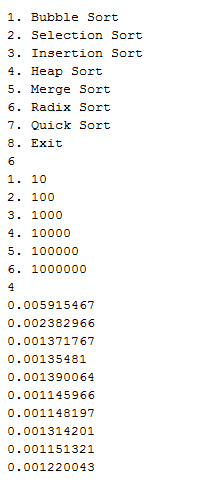 1. Bubble Sort
2. Selection Sort
3. Insertion Sort
4. Heap Sort
5. Merge Sort
6. Radix Sort
7. Quick Sort
8. Exit
6
1. 10
2. 100
3. 1000
4. 10000
5. 100000
6. 1000000
4
0.005915467
0.002382966
0.001371767
0.00135481
0.001390064
0.001145966
0.001148197
0.001314201
0.001151321
0.001220043